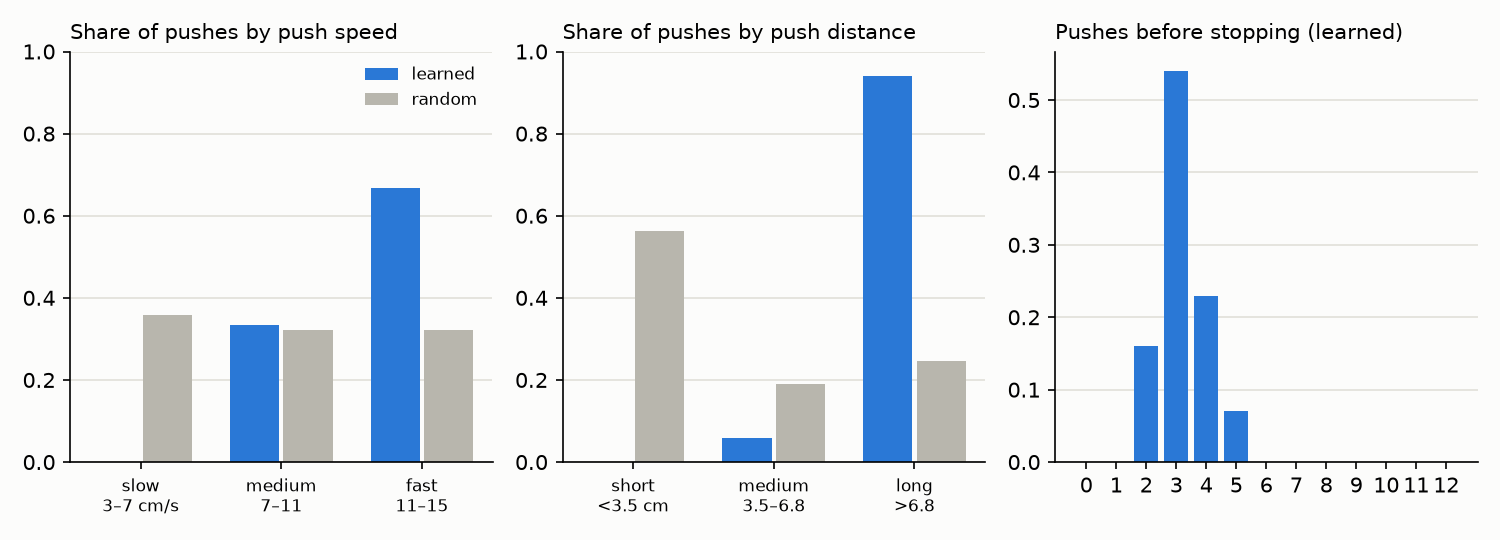 Share of pushes by push speed
1.0
0.8
0.6
0.4
0.2
0.0
learned
random
slow
3–7 cm/s
medium
7–11
fast
11–15
Share of pushes by push distance
1.0
0.8
0.6
0.4
0.2
0.0
short
<3.5 cm
medium
3.5–6.8
long
>6.8
Pushes before stopping (learned)
0.5
0.4
0.3
0.2
0.1
0.0
0 1 2 3 4 5 6 7 8 9 10 11 12